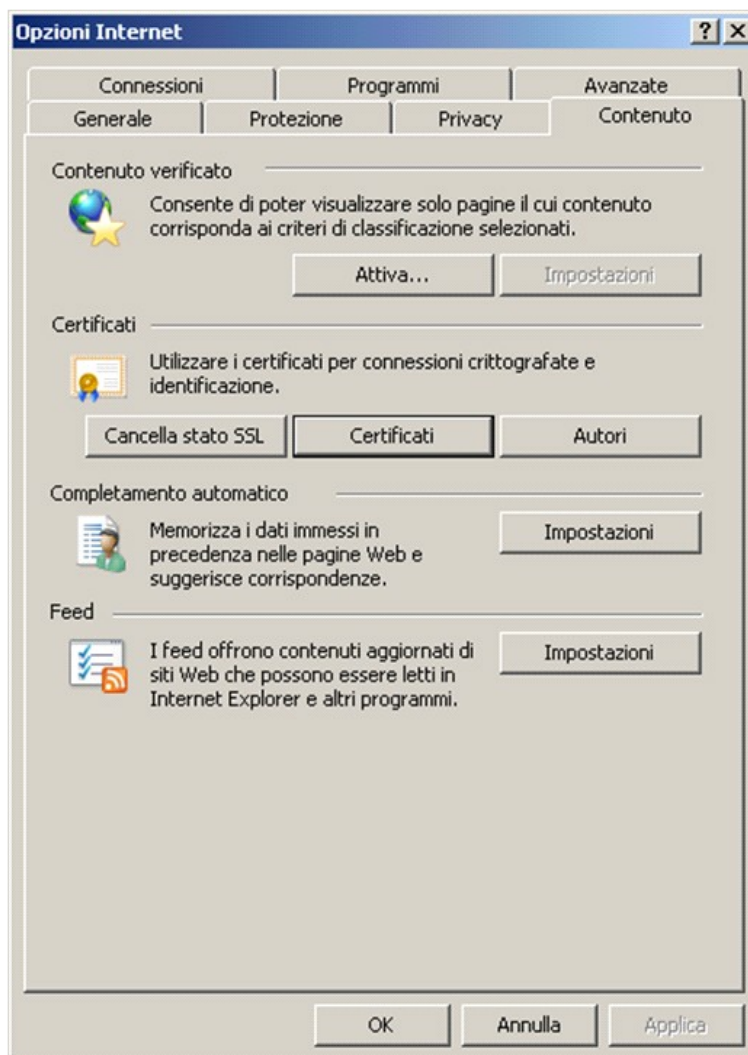 Opzioni Internet
?
X
Connessioni
Programmi
Avanzate
Generale
Protezione
Privacy
Contenuto
Contenuto verificato
Consente di poter visualizzare solo pagine il cui contenuto
corrisponda ai criteri di classificazione selezionati.
Attiva...
Impostazioni
Certificati
Utilizzare i certificati per connessioni crittografate e
identificazione.
Cancella stato SSL
Certificati
Autori
Completamento automatico
Memorizza i dati immessi in
precedenza nelle pagine Web e
suggerisce corrispondenze.
Impostazioni
Feed
I feed offrono contenuti aggiornati di
siti Web che possono essere letti in
Internet Explorer e altri programmi.
Impostazioni
OK
Annulla
Applica